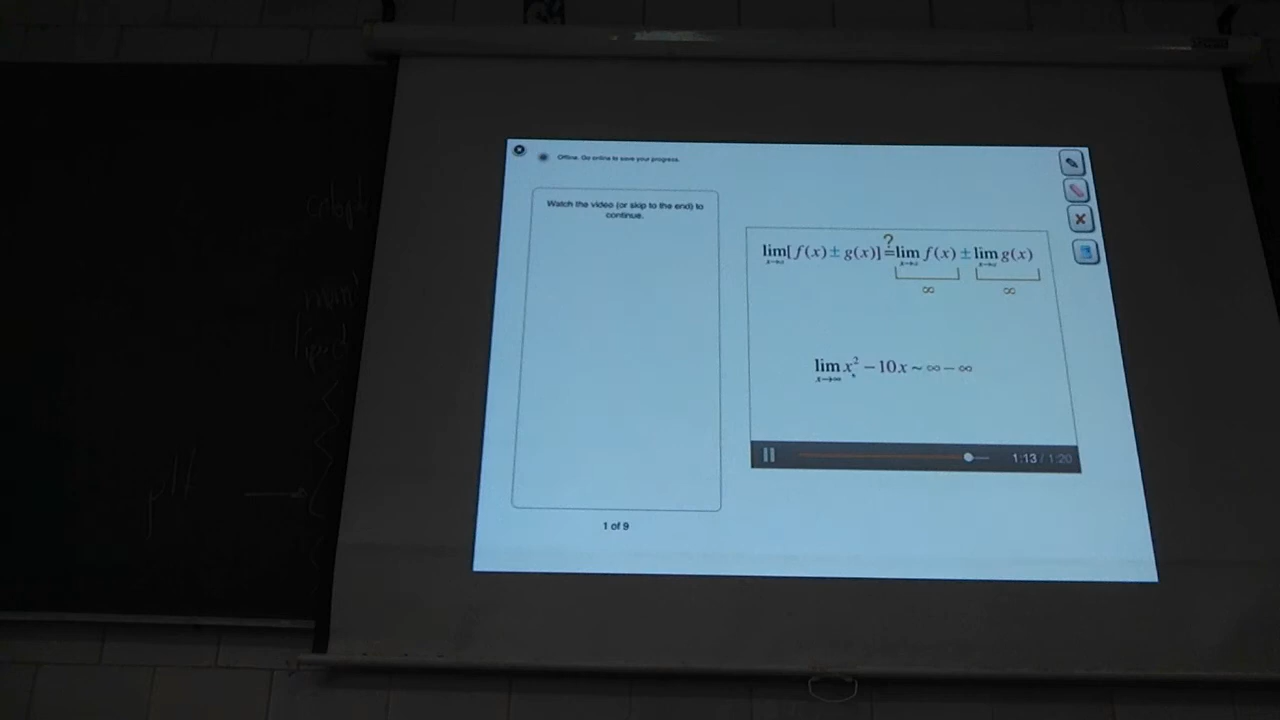 Offline. Go online to save your progress.
Watch the video (or skip to the end) to
continue.
1 of 9
?
lim[f(x)±g(x)]=lim f(x)±lim g(x)
∞ ∞
lim x² − 10x ~ ∞ − ∞
x→∞
1:13 / 1:20